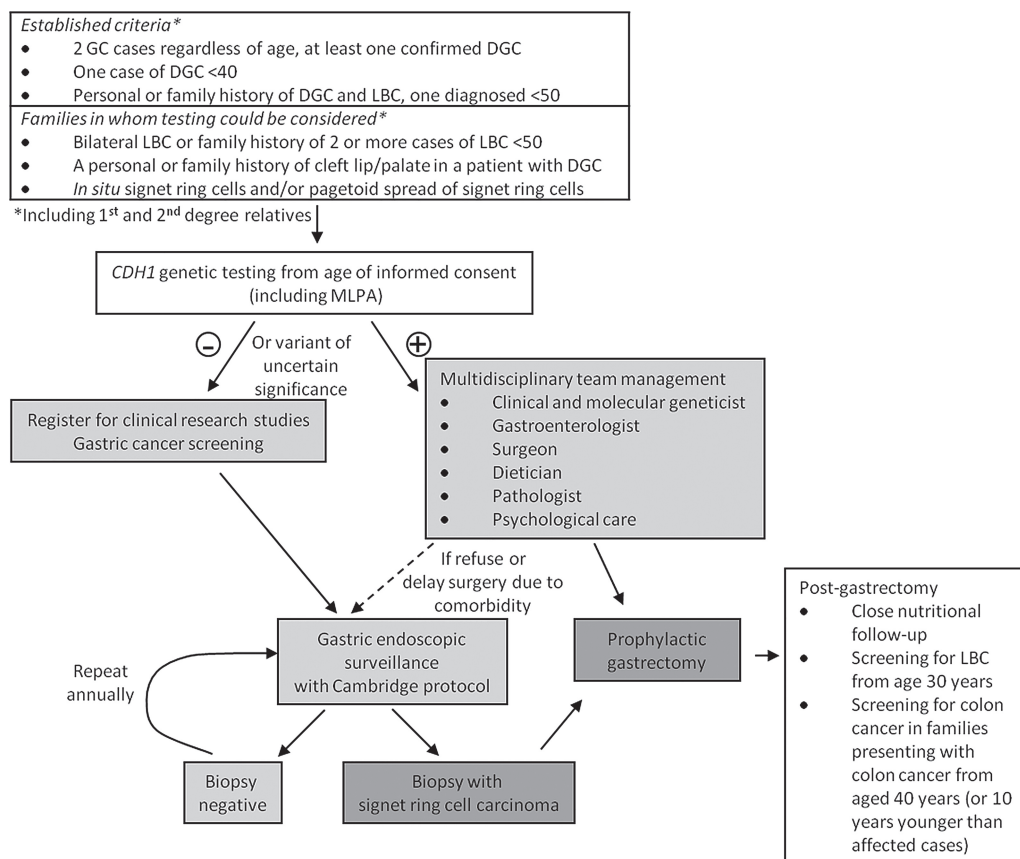 Established criteria*
● 2 GC cases regardless of age, at least one confirmed DGC
● One case of DGC <40
● Personal or family history of DGC and LBC, one diagnosed <50
Families in whom testing could be considered*
● Bilateral LBC or family history of 2 or more cases of LBC <50
● A personal or family history of cleft lip/palate in a patient with DGC
● In situ signet ring cells and/or pagetoid spread of signet ring cells
*Including 1st and 2nd degree relatives
CDH1 genetic testing from age of informed consent
(including MLPA)
-
Or variant of
uncertain
significance
+
Register for clinical research studies
Gastric cancer screening
Multidisciplinary team management
● Clinical and molecular geneticist
● Gastroenterologist
● Surgeon
● Dietician
● Pathologist
● Psychological care
If refuse or
delay surgery due to
comorbidity
Gastric endoscopic
surveillance
with Cambridge protocol
Prophylactic
gastrectomy
Repeat
annually
Biopsy
negative
Biopsy with
signet ring cell carcinoma
Post-gastrectomy
● Close nutritional
follow-up
● Screening for LBC
from age 30 years
● Screening for colon
cancer in families
presenting with
colon cancer from
aged 40 years (or 10
years younger than
affected cases)